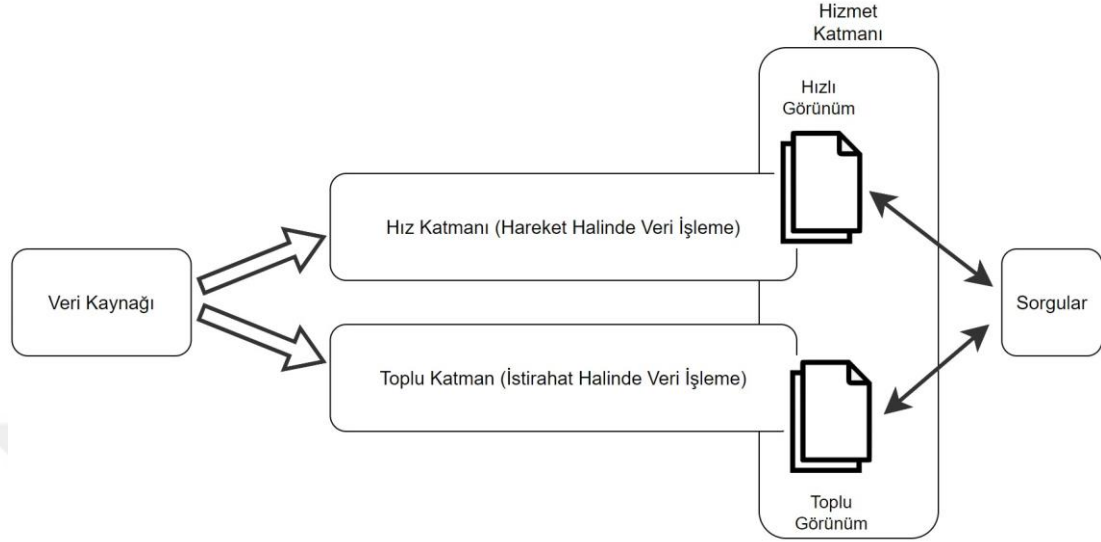 Hizmet
Katmanı
Hızlı
Görünüm
Hız Katmanı (Hareket Halinde Veri İşleme)
Veri Kaynağı
Sorgular
Toplu Katman (İstirahat Halinde Veri İşleme)
Toplu
Görünüm